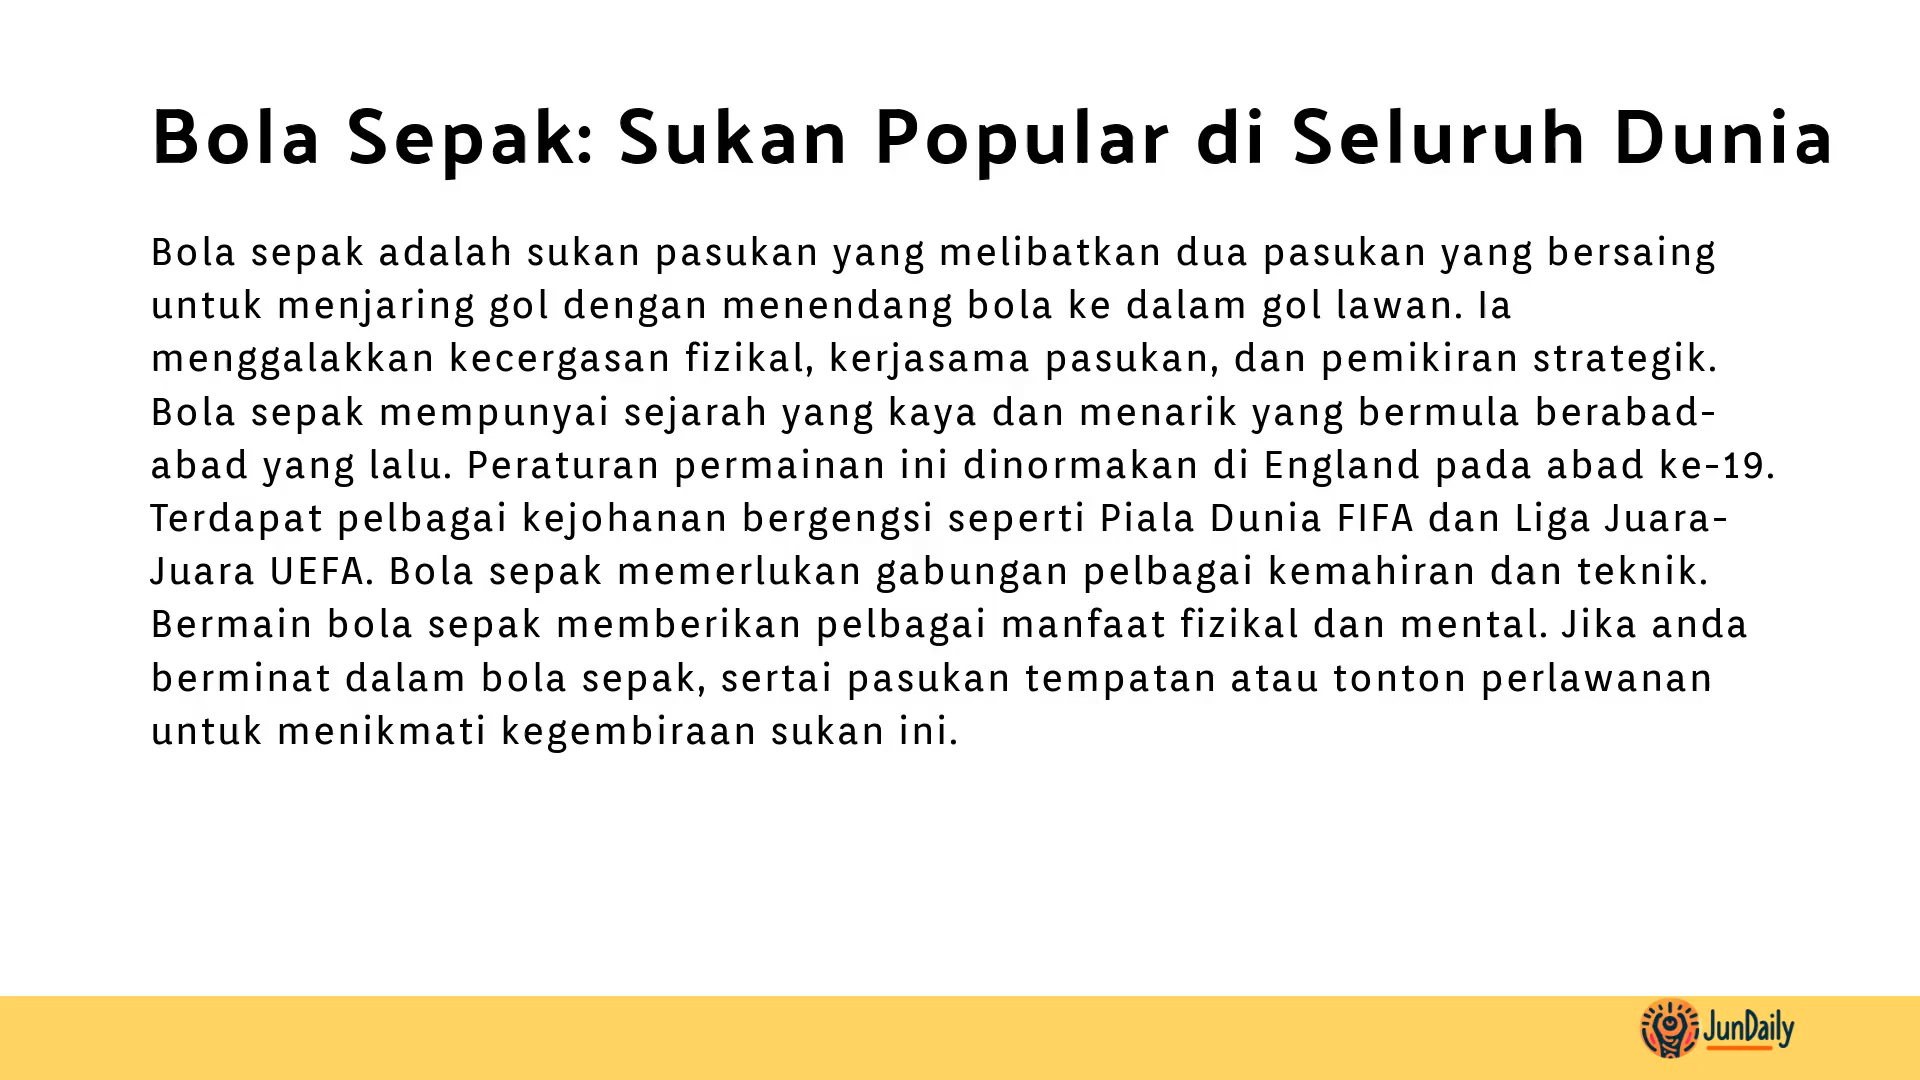 Bola Sepak: Sukan Popular di Seluruh Dunia
Bola sepak adalah sukan pasukan yang melibatkan dua pasukan yang bersaing
untuk menjaring gol dengan menendang bola ke dalam gol lawan. Ia
menggalakkan kecergasan fizikal, kerjasama pasukan, dan pemikiran strategik.
Bola sepak mempunyai sejarah yang kaya dan menarik yang bermula berabad-
abad yang lalu. Peraturan permainan ini dinormakan di England pada abad ke-19.
Terdapat pelbagai kejohanan bergengsi seperti Piala Dunia FIFA dan Liga Juara-
Juara UEFA. Bola sepak memerlukan gabungan pelbagai kemahiran dan teknik.
Bermain bola sepak memberikan pelbagai manfaat fizikal dan mental. Jika anda
berminat dalam bola sepak, sertai pasukan tempatan atau tonton perlawanan
untuk menikmati kegembiraan sukan ini.
JunDaily